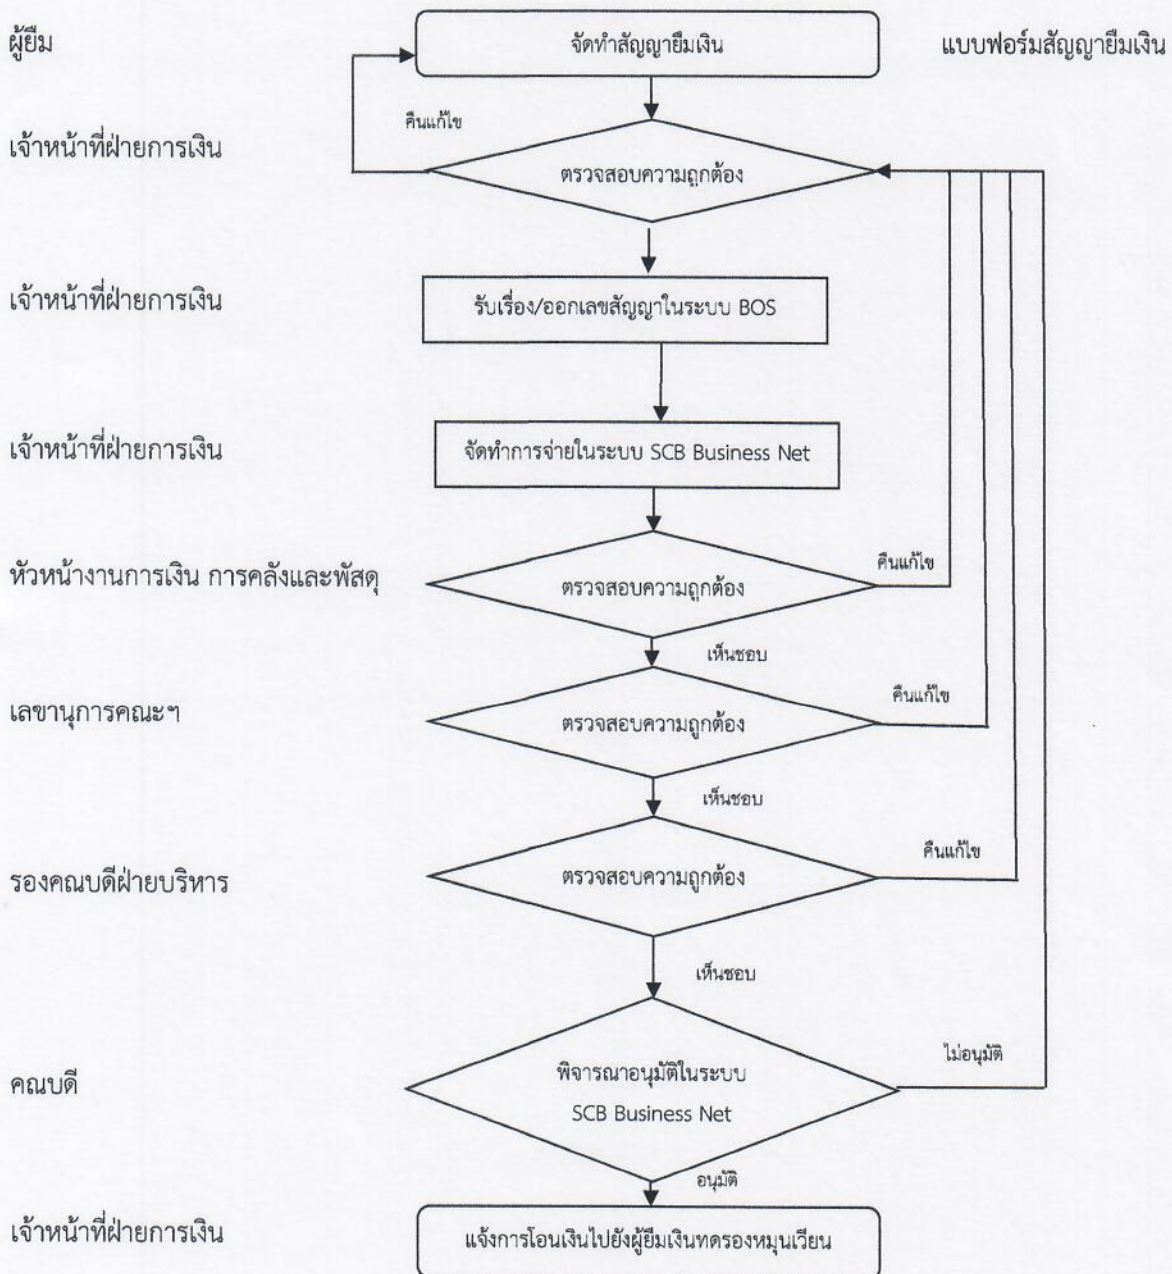 ผู้ยืม
จัดทำสัญญายืมเงิน
แบบฟอร์มสัญญายืมเงิน
คืนแก้ไข
เจ้าหน้าที่ฝ่ายการเงิน
ตรวจสอบความถูกต้อง
เจ้าหน้าที่ฝ่ายการเงิน
รับเรื่อง/ออกเลขสัญญาในระบบ BOS
เจ้าหน้าที่ฝ่ายการเงิน
จัดทำการจ่ายในระบบ SCB Business Net
หัวหน้างานการเงิน การคลังและพัสดุ
ตรวจสอบความถูกต้อง
คืนแก้ไข
เห็นชอบ
เลขานุการคณะฯ
ตรวจสอบความถูกต้อง
คืนแก้ไข
เห็นชอบ
รองคณบดีฝ่ายบริหาร
ตรวจสอบความถูกต้อง
คืนแก้ไข
เห็นชอบ
คณบดี
พิจารณาอนุมัติในระบบ
SCB Business Net
ไม่อนุมัติ
อนุมัติ
เจ้าหน้าที่ฝ่ายการเงิน
แจ้งการโอนเงินไปยังผู้ยืมเงินทดรองหมุนเวียน